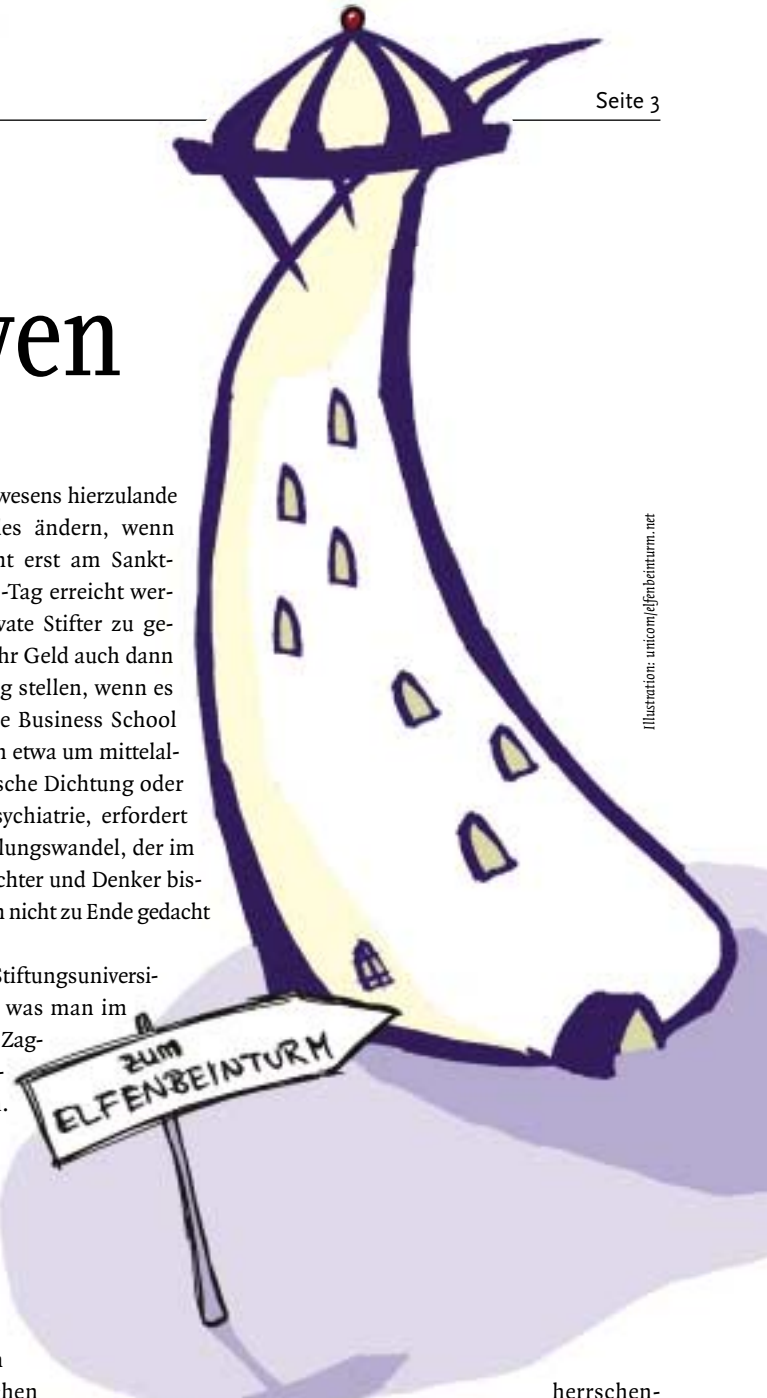 Seite 3
ven
wesens hierzulande
es ändern, wenn
nt erst am Sankt-
-Tag erreicht wer-
vate Stifter zu ge-
hr Geld auch dann
g stellen, wenn es
e Business School
n etwa um mittelal-
sche Dichtung oder
sychiatrie, erfordert
lungswandel, der im
chter und Denker bis-
n nicht zu Ende gedacht
Stiftungsuniversi-
was man im
Zag-
-
.
zum
ELFENBEINTURM
hen
herrschen-
Illustration: unicom/elfenbeinturm.net